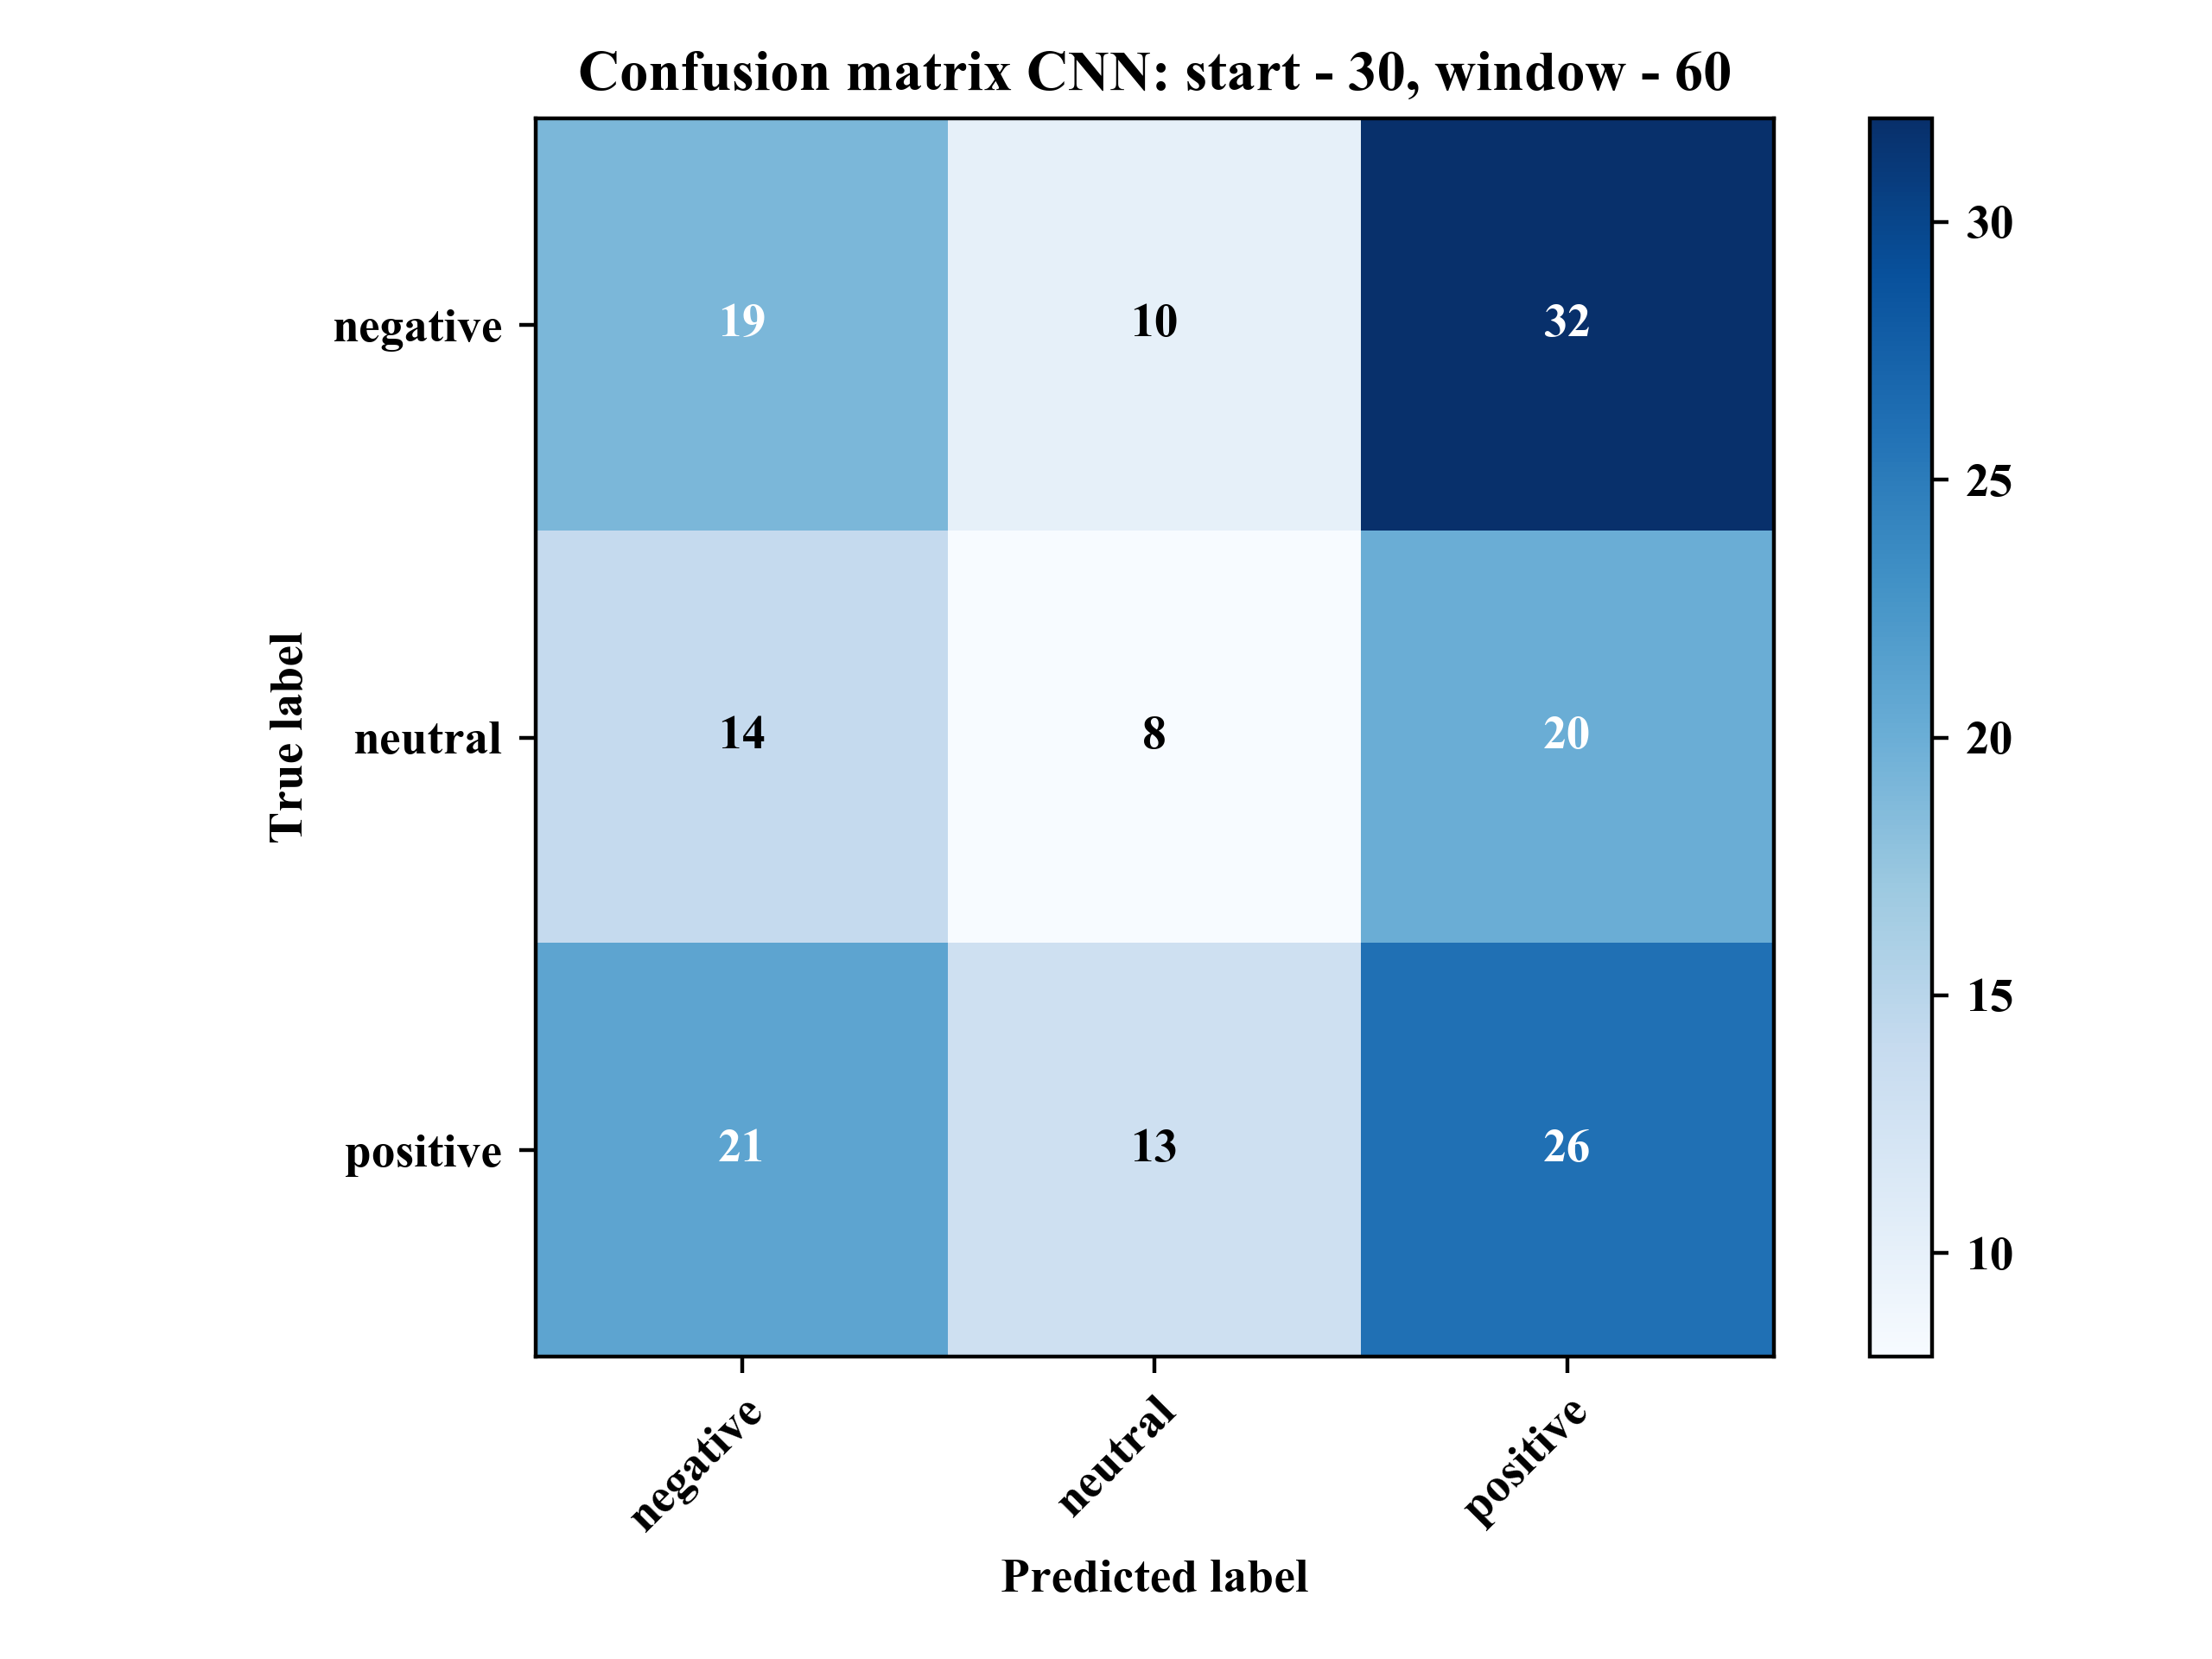 Confusion matrix CNN: start - 30, window - 60
True label
negative
neutral
positive
19 10 32
14 8 20
21 13 26
negative
neutral
positive
Predicted label
30
25
20
15
10